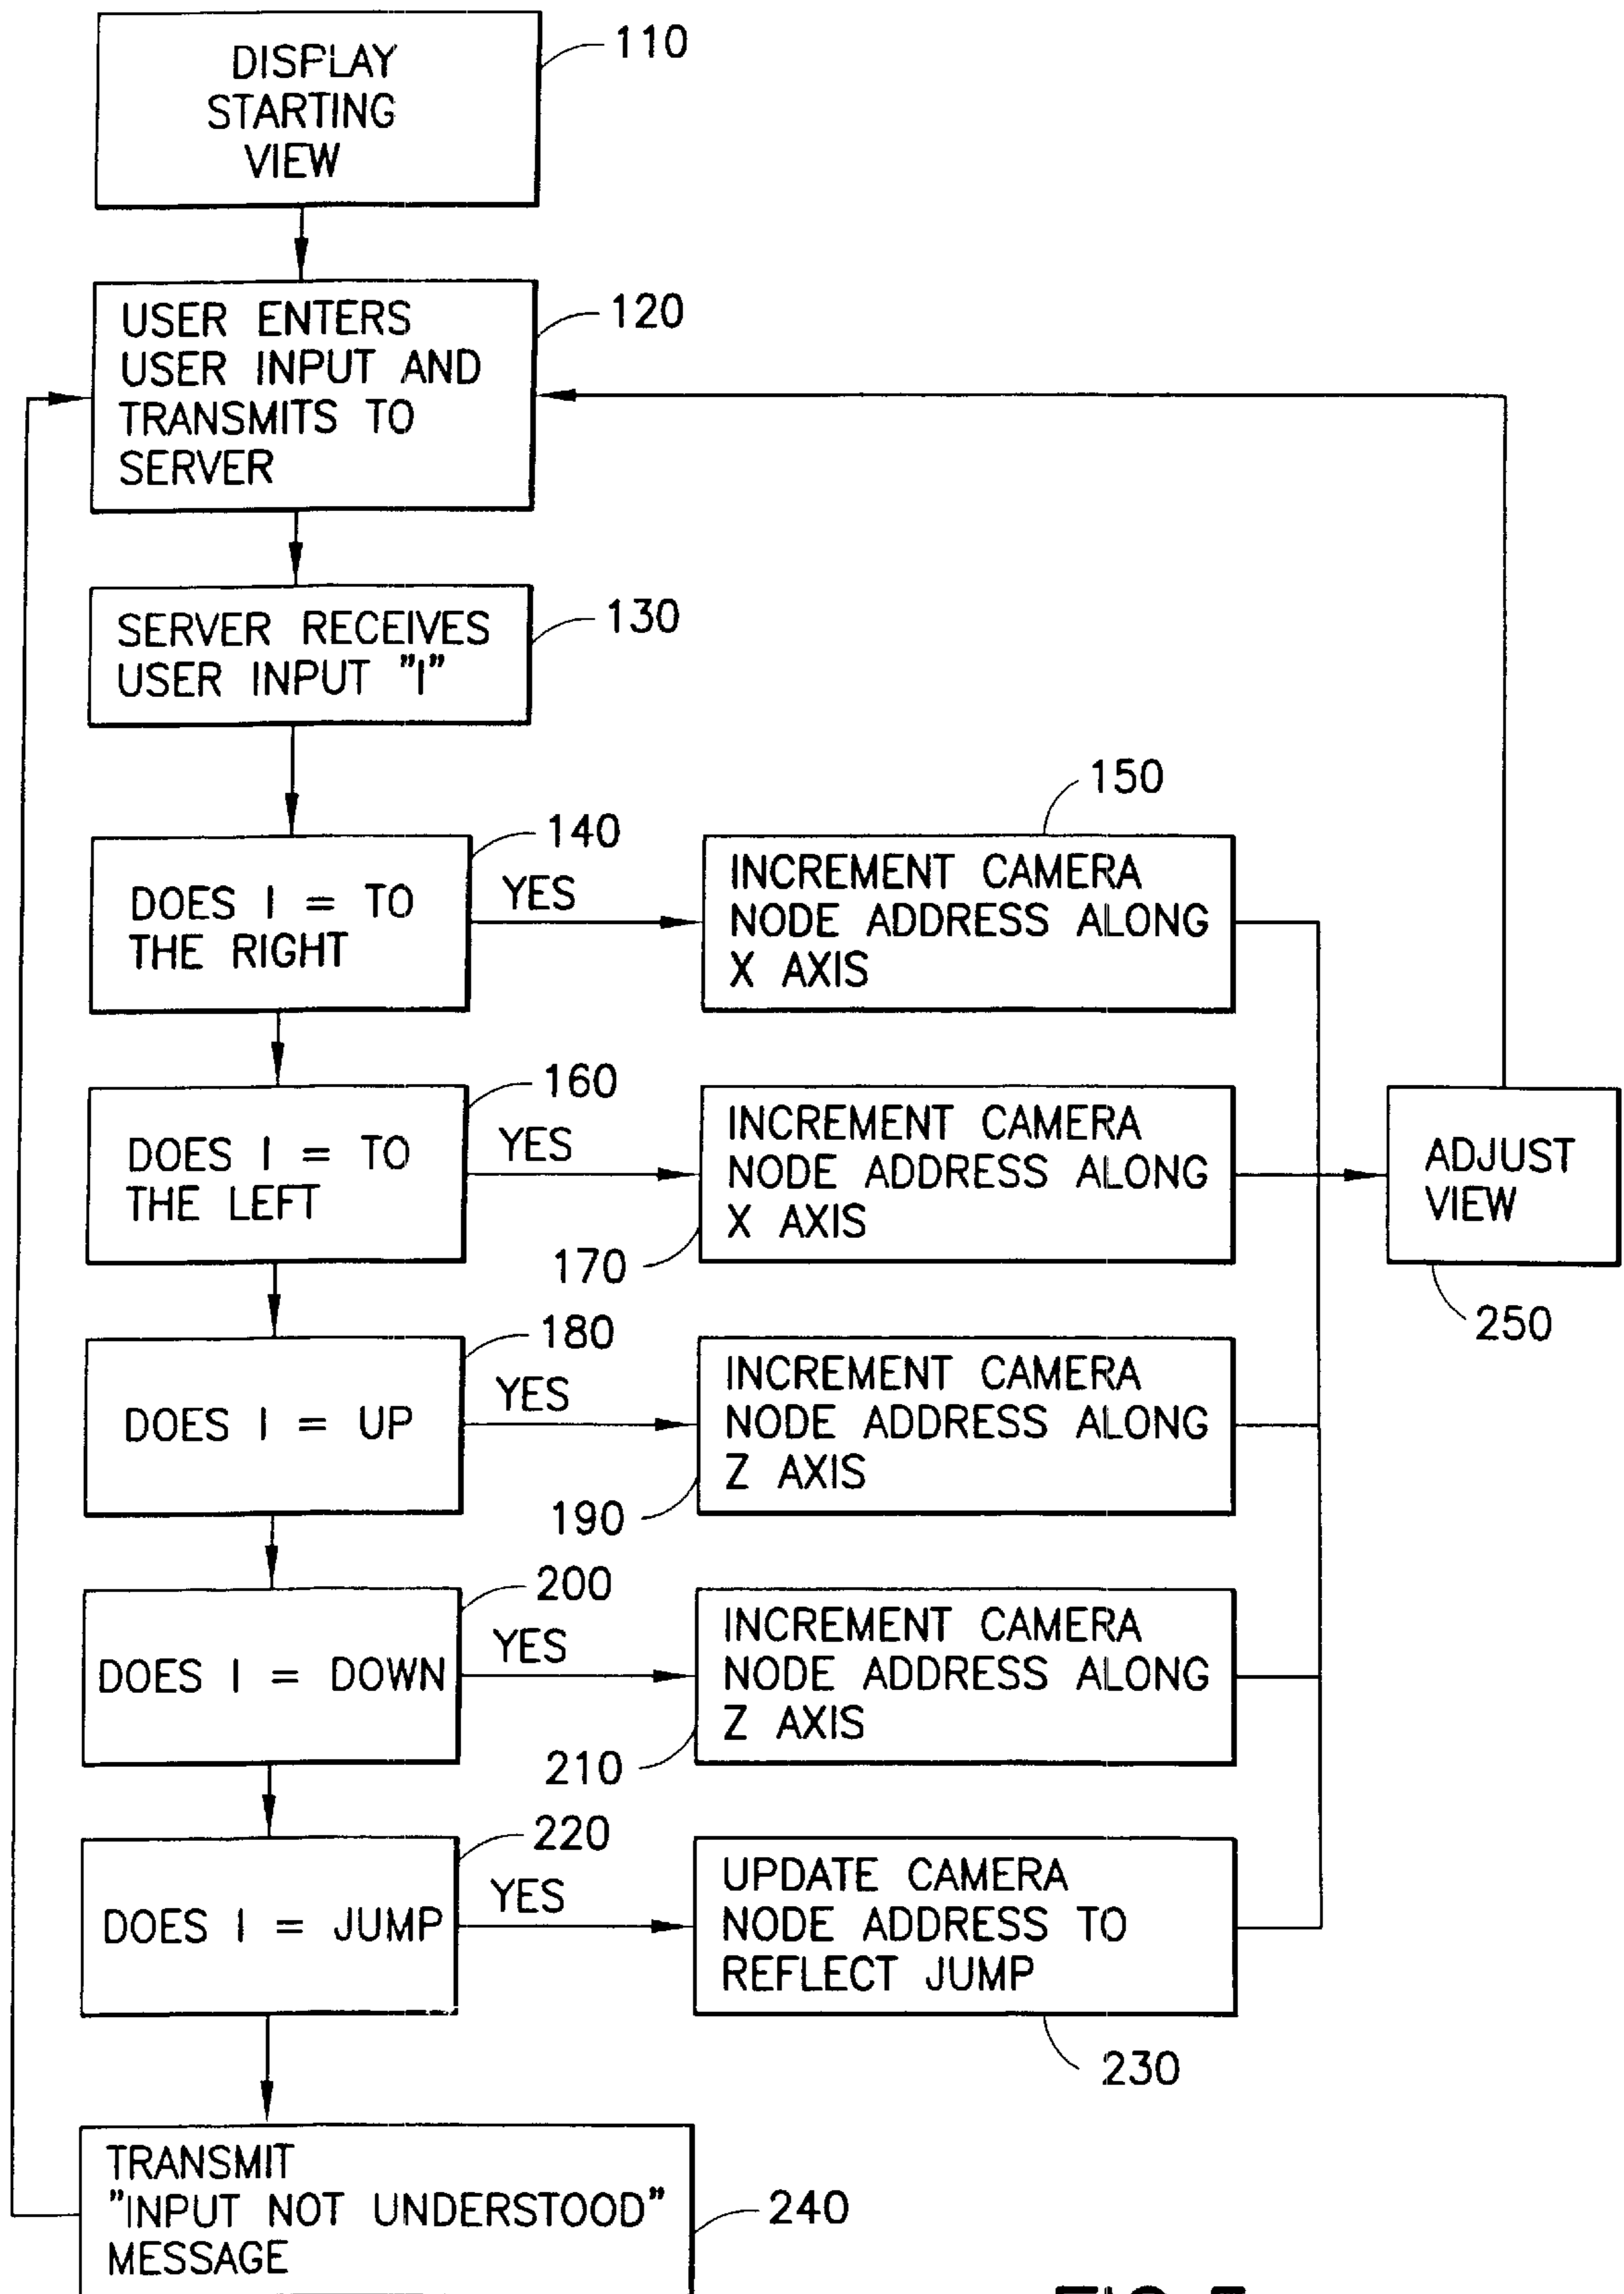 DISPLAY
STARTING
VIEW
110
USER ENTERS
USER INPUT AND
TRANSMITS TO
SERVER
120
SERVER RECEIVES
USER INPUT "I"
130
DOES I = TO
THE RIGHT
140
YES
INCREMENT CAMERA
NODE ADDRESS ALONG
X AXIS
150
DOES I = TO
THE LEFT
160
YES
INCREMENT CAMERA
NODE ADDRESS ALONG
X AXIS
170
ADJUST
VIEW
250
DOES I = UP
180
YES
INCREMENT CAMERA
NODE ADDRESS ALONG
Z AXIS
190
DOES I = DOWN
200
YES
INCREMENT CAMERA
NODE ADDRESS ALONG
Z AXIS
210
DOES I = JUMP
220
YES
UPDATE CAMERA
NODE ADDRESS TO
REFLECT JUMP
230
TRANSMIT
"INPUT NOT UNDERSTOOD"
MESSAGE
240